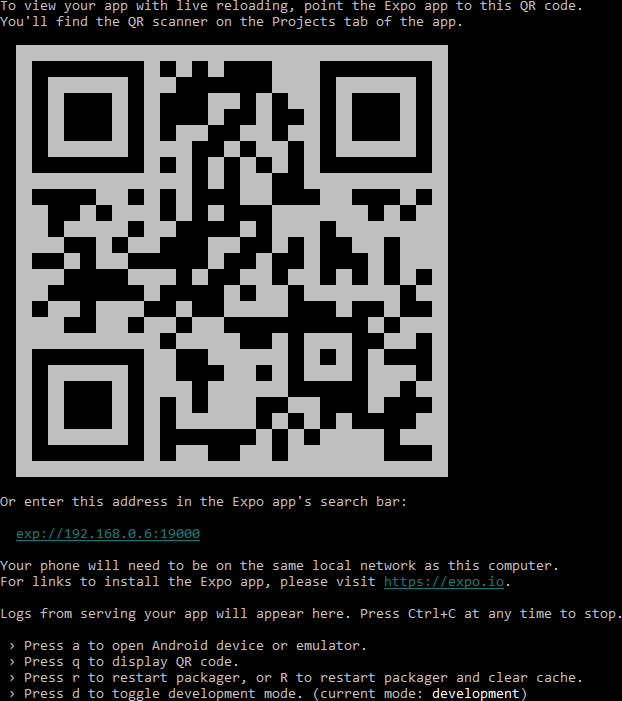 To view your app with live reloading, point the Expo app to this QR code.
You'll find the QR scanner on the Projects tab of the app.
Or enter this address in the Expo app's search bar:
exp://192.168.0.6:19000
Your phone will need to be on the same local network as this computer.
For links to install the Expo app, please visit https://expo.io.
Logs from serving your app will appear here. Press Ctrl+C at any time to stop.
› Press a to open Android device or emulator.
› Press q to display QR code.
› Press r to restart packager, or R to restart packager and clear cache.
› Press d to toggle development mode. (current mode: development)